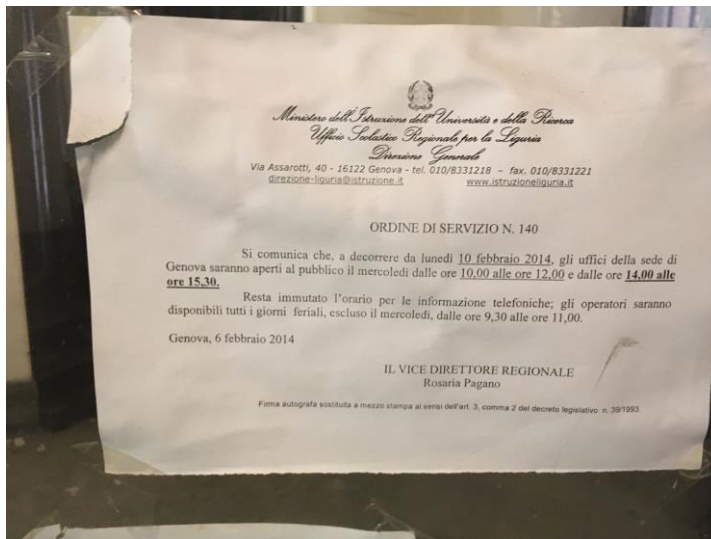 Ministero dell'Istruzione dell'Università e della Ricerca
Ufficio Scolastico Regionale per la Liguria
Direzione Generale
Via Assarotti, 40 - 16122 Genova - tel. 010/8331218 - fax. 010/8331221
direzione-liguria@istruzione.it www.istruzioneliguria.it
ORDINE DI SERVIZIO N. 140
Si comunica che, a decorrere da lunedì 10 febbraio 2014, gli uffici della sede di
Genova saranno aperti al pubblico il mercoledì dalle ore 10,00 alle ore 12,00 e dalle ore 14,00 alle
ore 15,30.
Resta immutato l'orario per le informazione telefoniche; gli operatori saranno
disponibili tutti i giorni feriali, escluso il mercoledì, dalle ore 9,30 alle ore 11,00.
Genova, 6 febbraio 2014
IL VICE DIRETTORE REGIONALE
Rosaria Pagano
Firma autografa sostituita a mezzo stampa ai sensi dell'art. 3, comma 2 del decreto legislativo n. 39/1993.